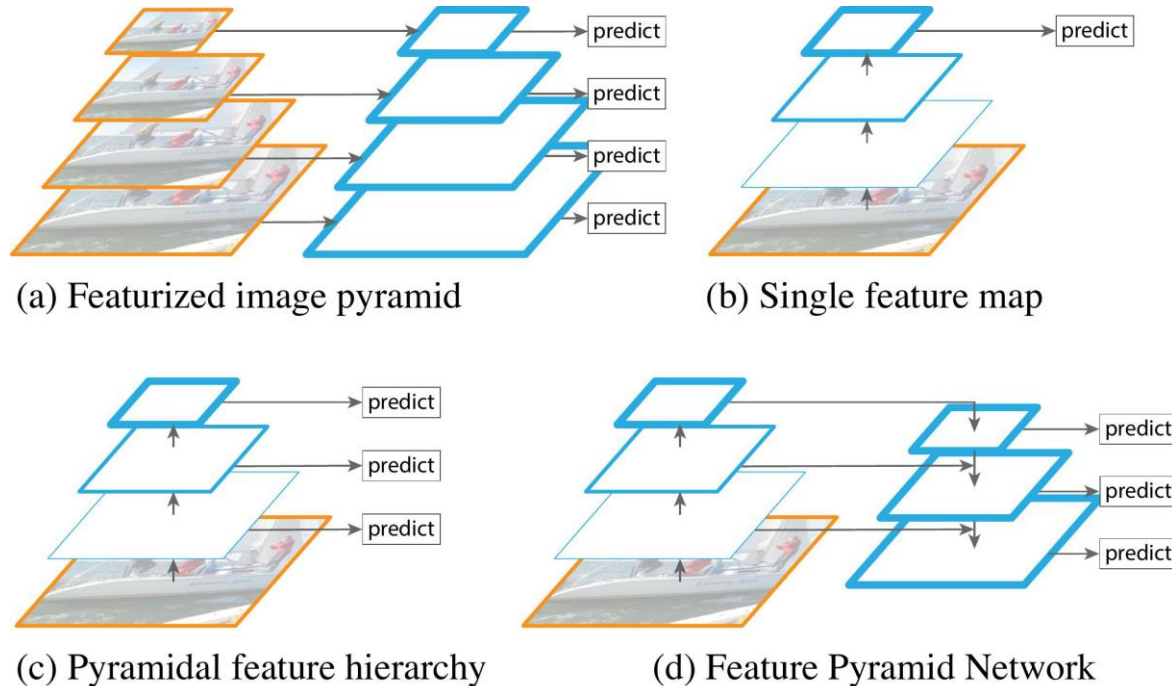 predict
predict
predict
predict
predict
(a) Featurized image pyramid
(b) Single feature map
predict
predict
predict
predict
predict
predict
(c) Pyramidal feature hierarchy
(d) Feature Pyramid Network